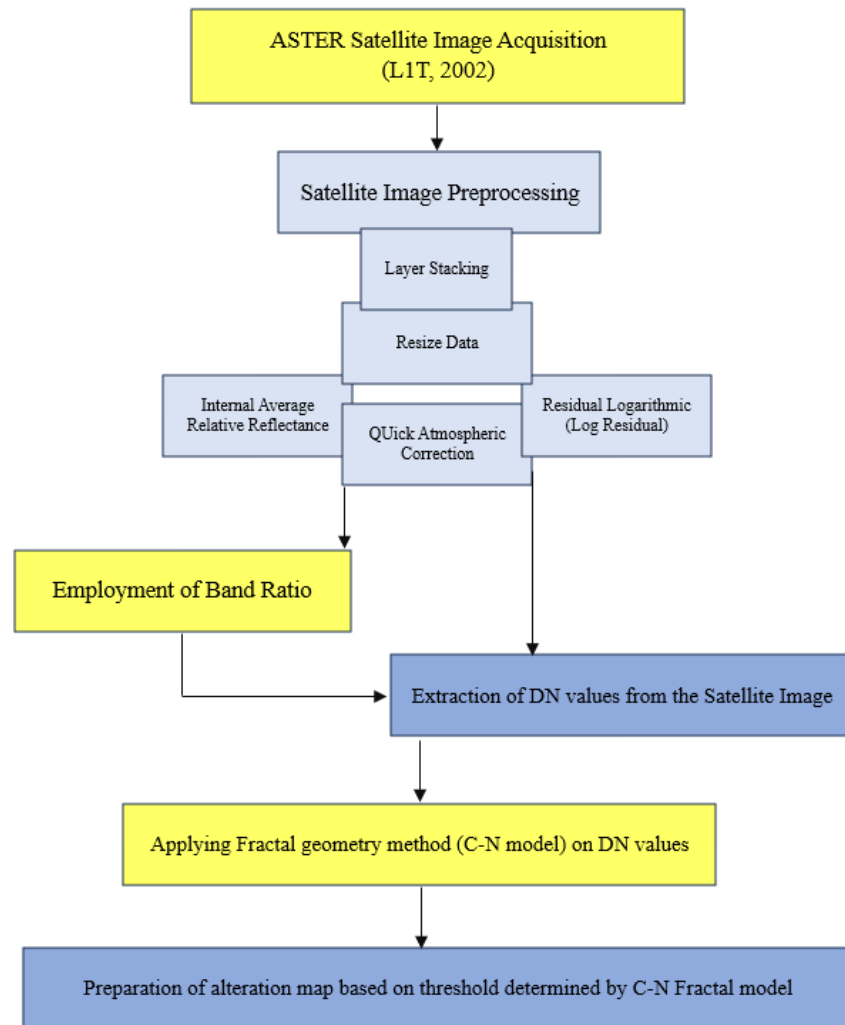 ASTER Satellite Image Acquisition
(L1T, 2002)
Satellite Image Preprocessing
Layer Stacking
Resize Data
Internal Average
Relative Reflectance
QUick Atmospheric
Correction
Residual Logarithmic
(Log Residual)
Employment of Band Ratio
Extraction of DN values from the Satellite Image
Applying Fractal geometry method (C-N model) on DN values
Preparation of alteration map based on threshold determined by C-N Fractal model